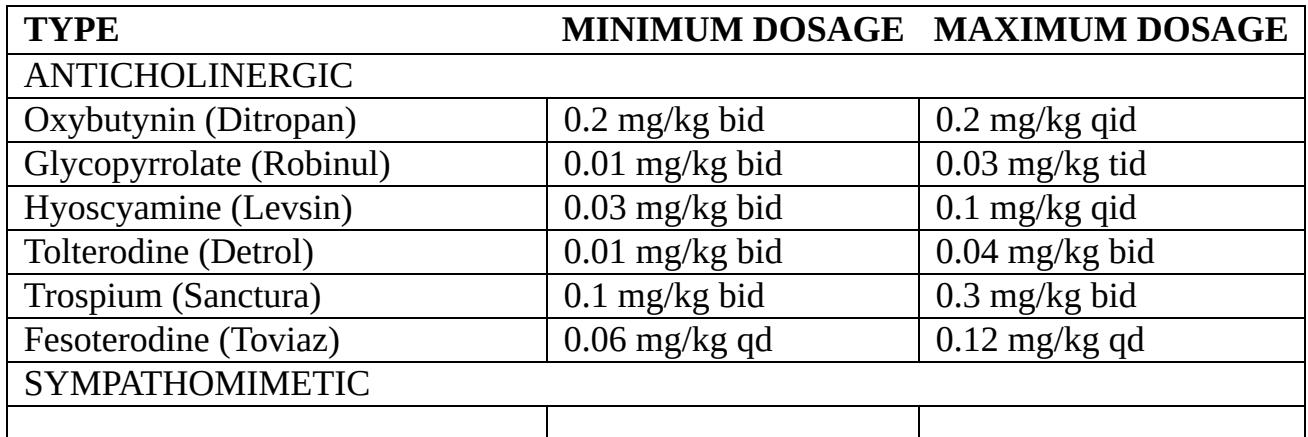 TYPE MINIMUM DOSAGE MAXIMUM DOSAGE
ANTICHOLINERGIC
Oxybutynin (Ditropan) 0.2 mg/kg bid 0.2 mg/kg qid
Glycopyrrolate (Robinul) 0.01 mg/kg bid 0.03 mg/kg tid
Hyoscyamine (Levsin) 0.03 mg/kg bid 0.1 mg/kg qid
Tolterodine (Detrol) 0.01 mg/kg bid 0.04 mg/kg bid
Trospium (Sanctura) 0.1 mg/kg bid 0.3 mg/kg bid
Fesoterodine (Toviaz) 0.06 mg/kg qd 0.12 mg/kg qd
SYMPATHOMIMETIC